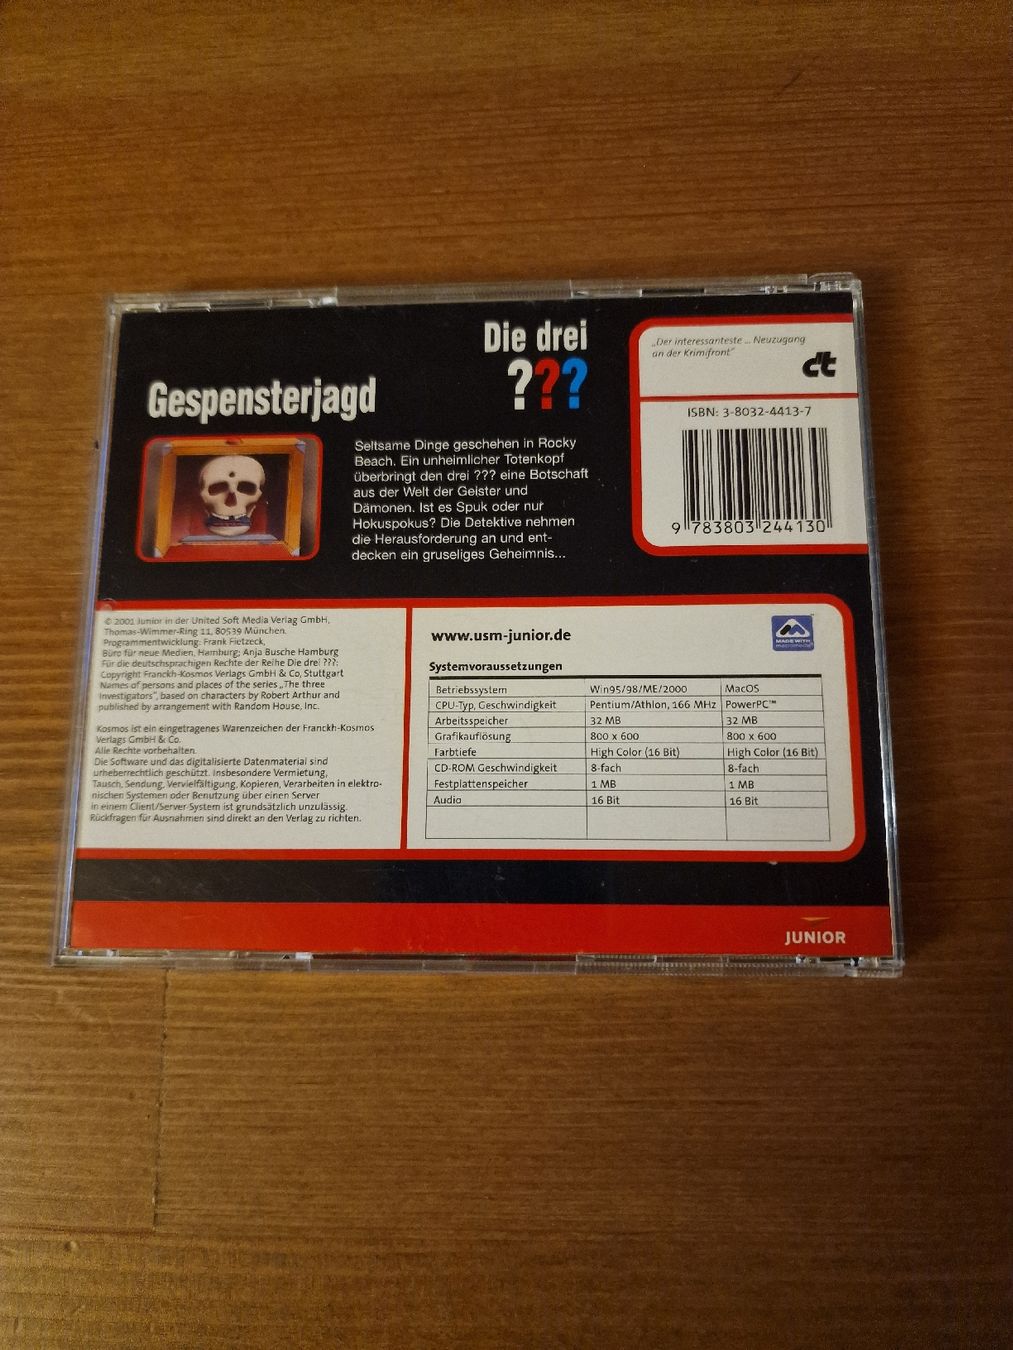 Die drei
???
Gespensterjagd
Seltsame Dinge geschehen in Rocky
Beach. Ein unheimlicher Totenkopf
überbringt den drei ??? eine Botschaft
aus der Welt der Geister und
Dämonen. Ist es Spuk oder nur
Hokuspokus? Die Detektive nehmen
die Herausforderung an und ent-
decken ein gruseliges Geheimnis...
„Der interessanteste ... Neuzugang
an der Krimifront"
c't
ISBN: 3-8032-4413-7
9 783803 244130
© 2001 Junior in der United Soft Media Verlag GmbH,
Thomas-Wimmer-Ring 11, 80539 München.
Programmentwicklung: Frank Fietzeck,
Büro für neue Medien, Hamburg; Anja Busche Hamburg
Für die deutschsprachigen Rechte der Reihe Die drei ???:
Copyright Franckh-Kosmos Verlags GmbH & Co, Stuttgart
Names of persons and places of the series „The three
Investigators", based on characters by Robert Arthur and
published by arrangement with Random House, Inc.
Kosmos ist ein eingetragenes Warenzeichen der Franckh-Kosmos
Verlags GmbH & Co.
Alle Rechte vorbehalten.
Die Software und das digitalisierte Datenmaterial sind
urheberrechtlich geschützt. Insbesondere Vermietung,
Tausch, Sendung, Vervielfältigung, Kopieren, Verarbeiten in elektro-
nischen Systemen oder Benutzung über einen Server
in einem Client/Server System ist grundsätzlich unzulässig.
Rückfragen für Ausnahmen sind direkt an den Verlag zu richten.
www.usm-junior.de
MADE WITH
macromedia
Systemvoraussetzungen
Betriebssystem Win95/98/ME/2000 MacOS
CPU-Typ, Geschwindigkeit Pentium/Athlon, 166 MHz PowerPC™
Arbeitsspeicher 32 MB 32 MB
Grafikauflösung 800 x 600 800 x 600
Farbtiefe High Color (16 Bit) High Color (16 Bit)
CD-ROM Geschwindigkeit 8-fach 8-fach
Festplattenspeicher 1 MB 1 MB
Audio 16 Bit 16 Bit
JUNIOR